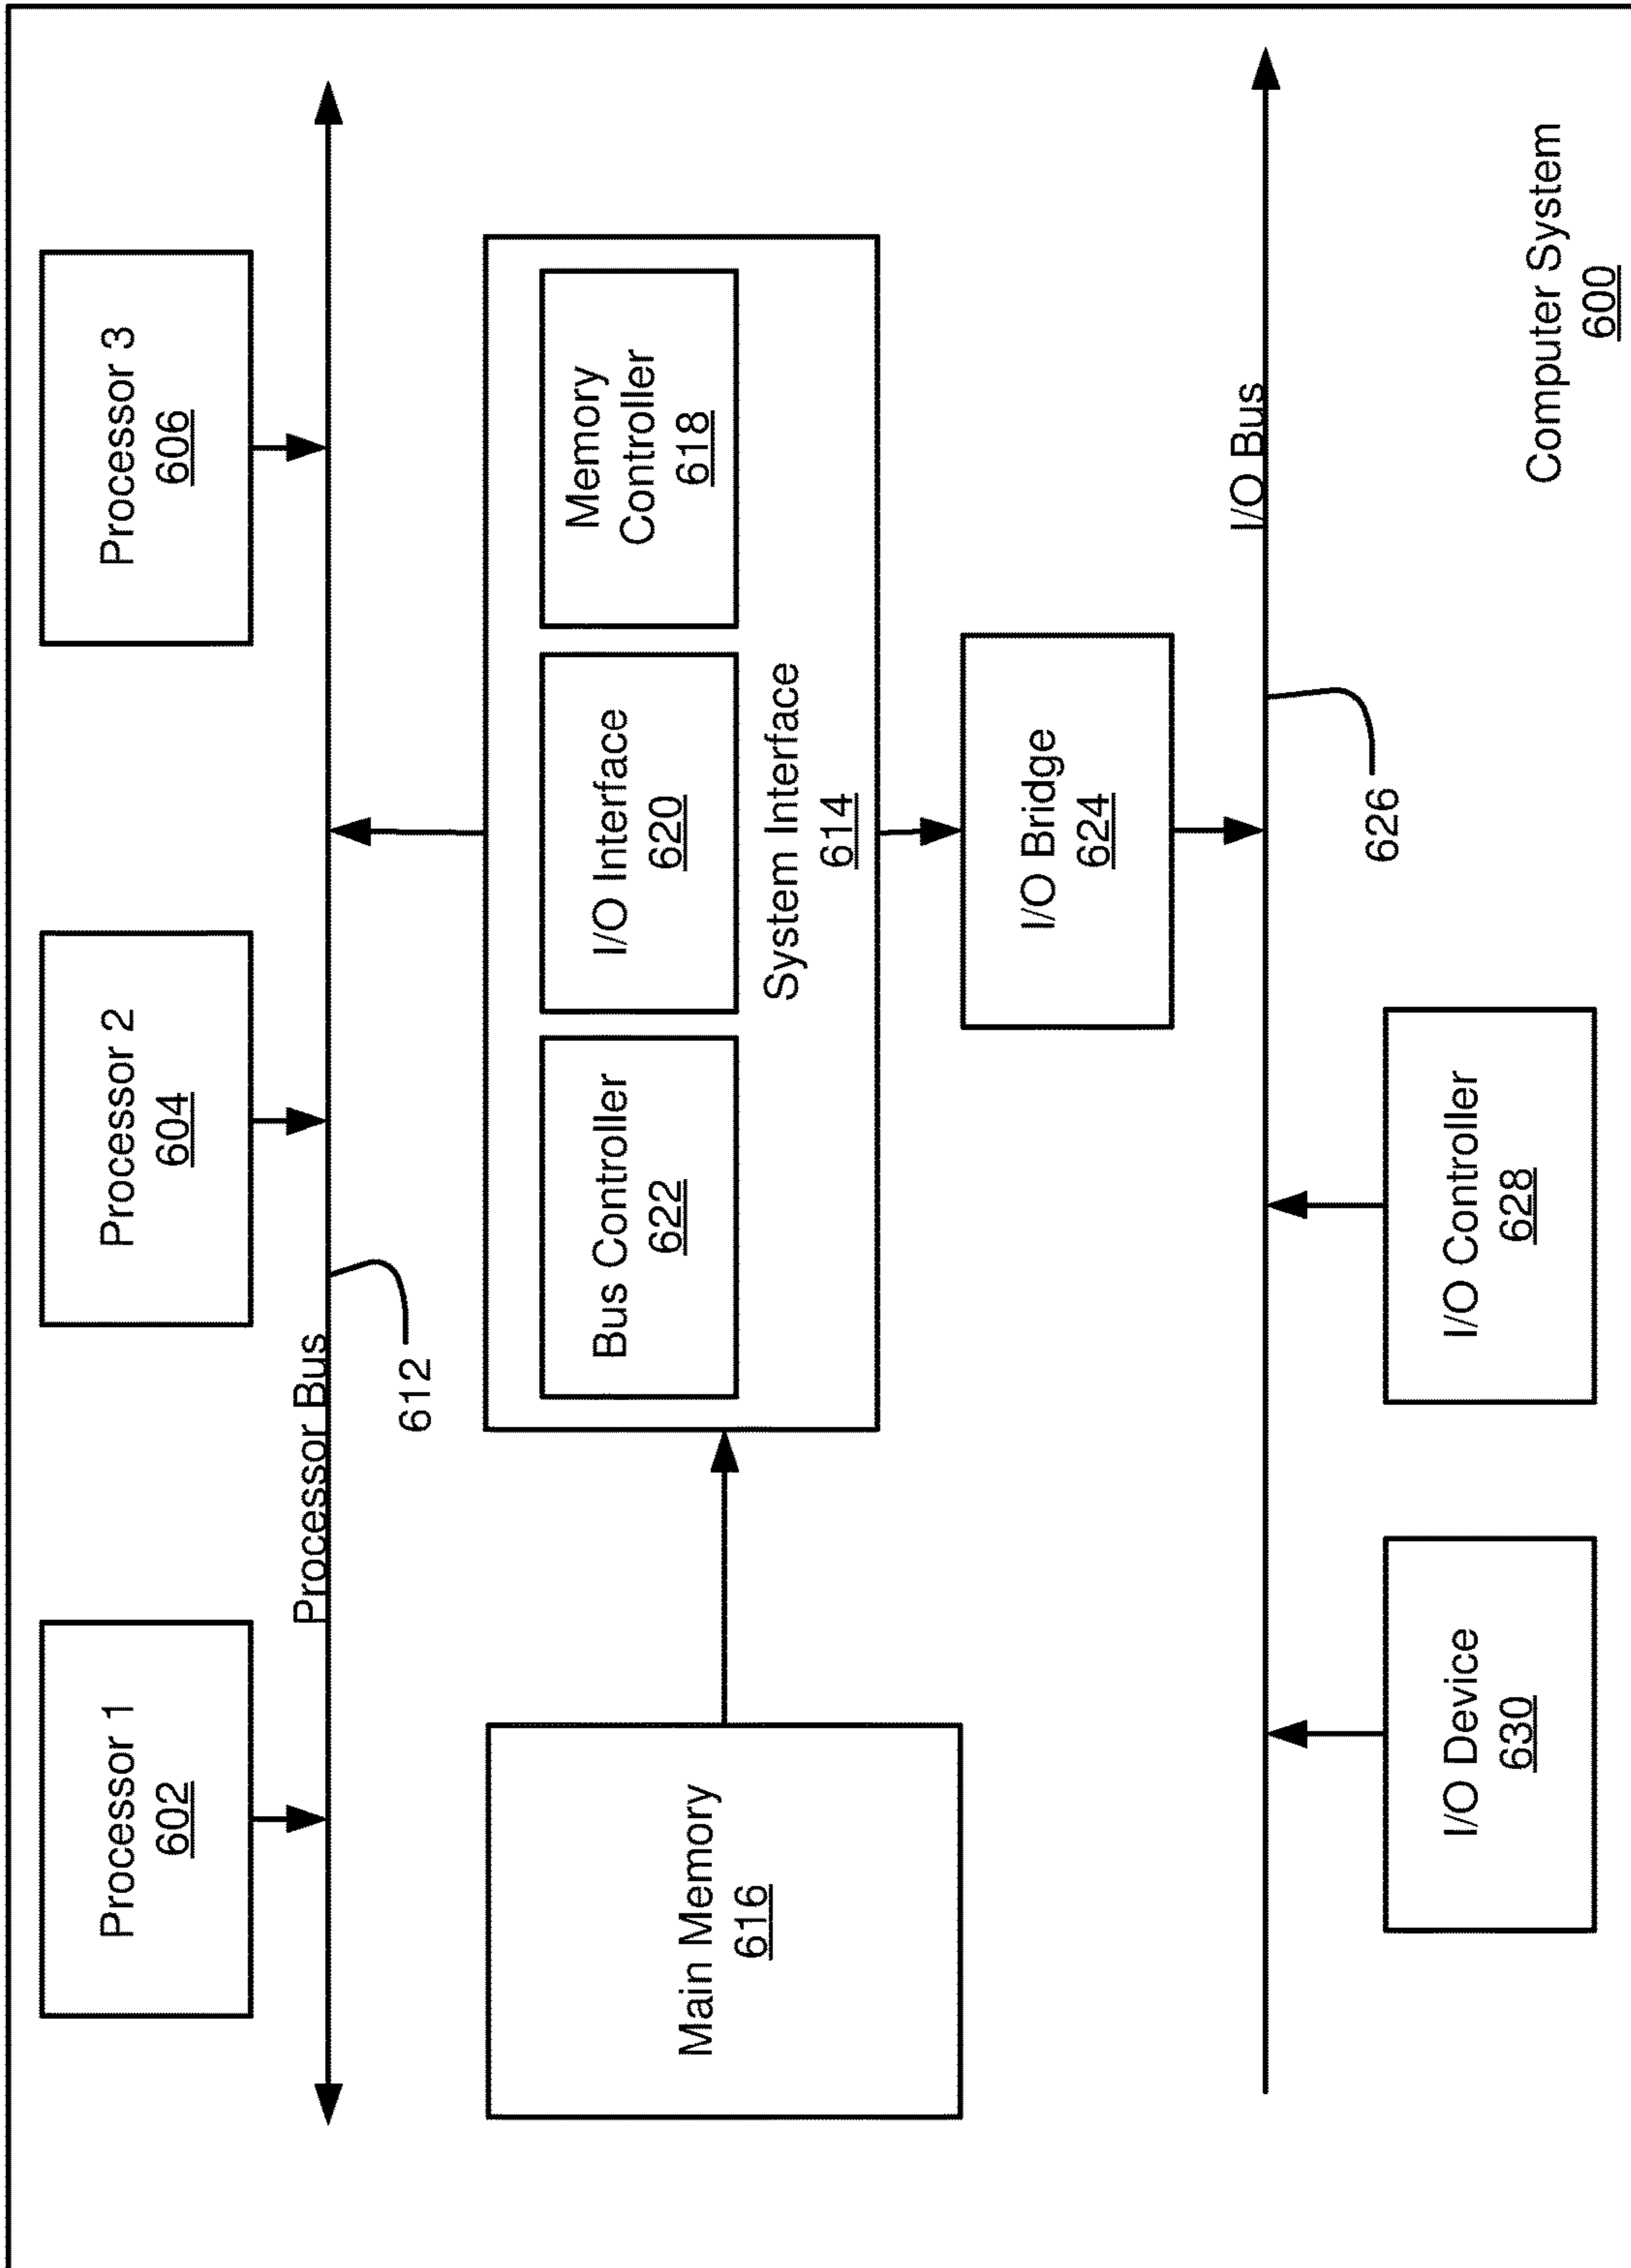 Processor 1
602
Processor 2
604
Processor 3
606
Processor Bus
612
Main Memory
616
Bus Controller
622
I/O Interface
620
Memory
Controller
618
System Interface
614
I/O Bridge
624
I/O Bus
626
I/O Device
630
I/O Controller
628
Computer System
600